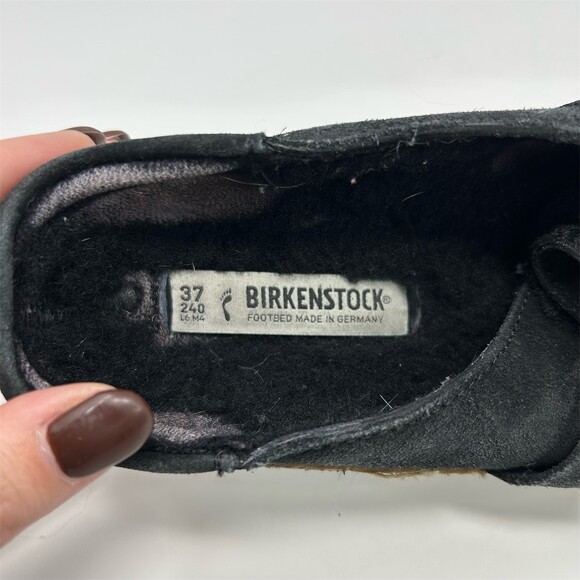 37
240
L6 M4
BIRKENSTOCK®
FOOTBED MADE IN GERMANY